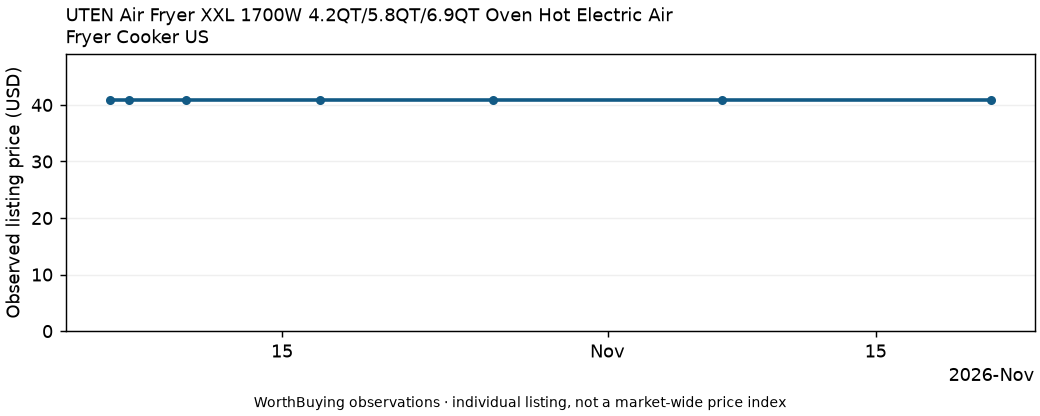 UTEN Air Fryer XXL 1700W 4.2QT/5.8QT/6.9QT Oven Hot Electric Air
Fryer Cooker US
Observed listing price (USD)
40
30
20
10
0
15
Nov
15
2026-Nov
WorthBuying observations · individual listing, not a market-wide price index